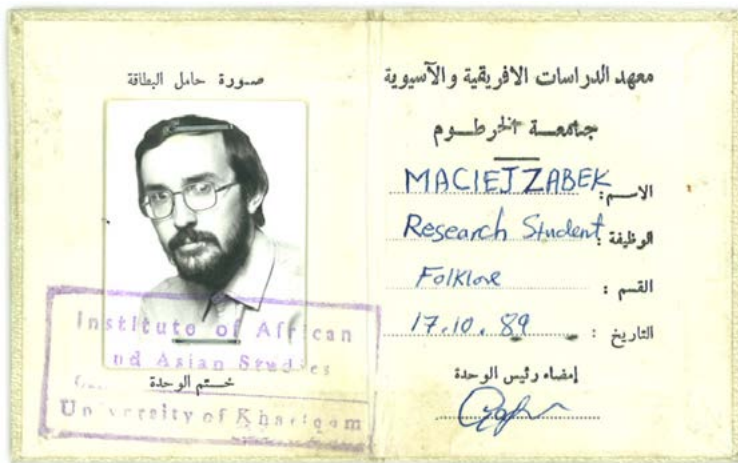 صورة حامل البطاقة
Institute of African
and Asian Studies
ختم الوحدة
University of Khartoum
معهد الدراسات الافريقية والآسيوية
جامعة الخرطوم
الاسم: MACIEJ ZABEK
الوظيفة: Research Student
القسم: Folklore
التاريخ: 17.10.89
إمضاء رئيس الوحدة